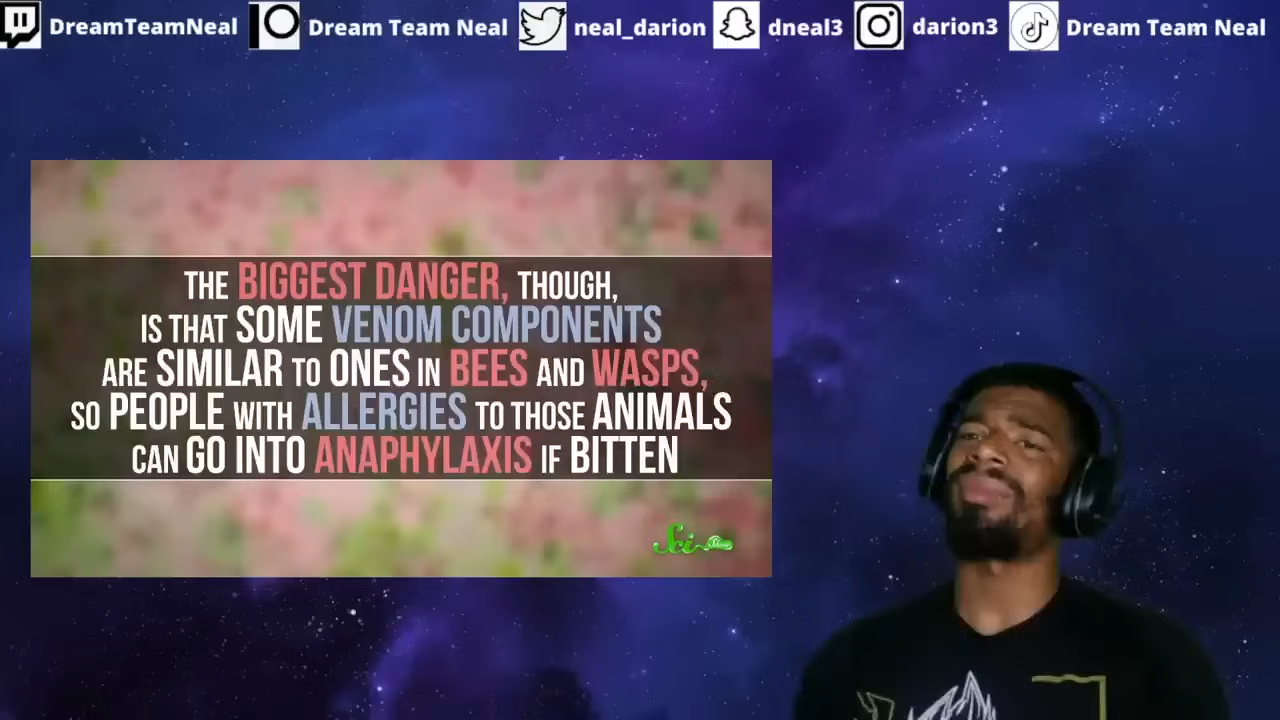 DreamTeamNeal Dream Team Neal neal_darion dneal3 darion3 Dream Team Neal
THE BIGGEST DANGER, THOUGH,
IS THAT SOME VENOM COMPONENTS
ARE SIMILAR TO ONES IN BEES AND WASPS,
SO PEOPLE WITH ALLERGIES TO THOSE ANIMALS
CAN GO INTO ANAPHYLAXIS IF BITTEN
Sci